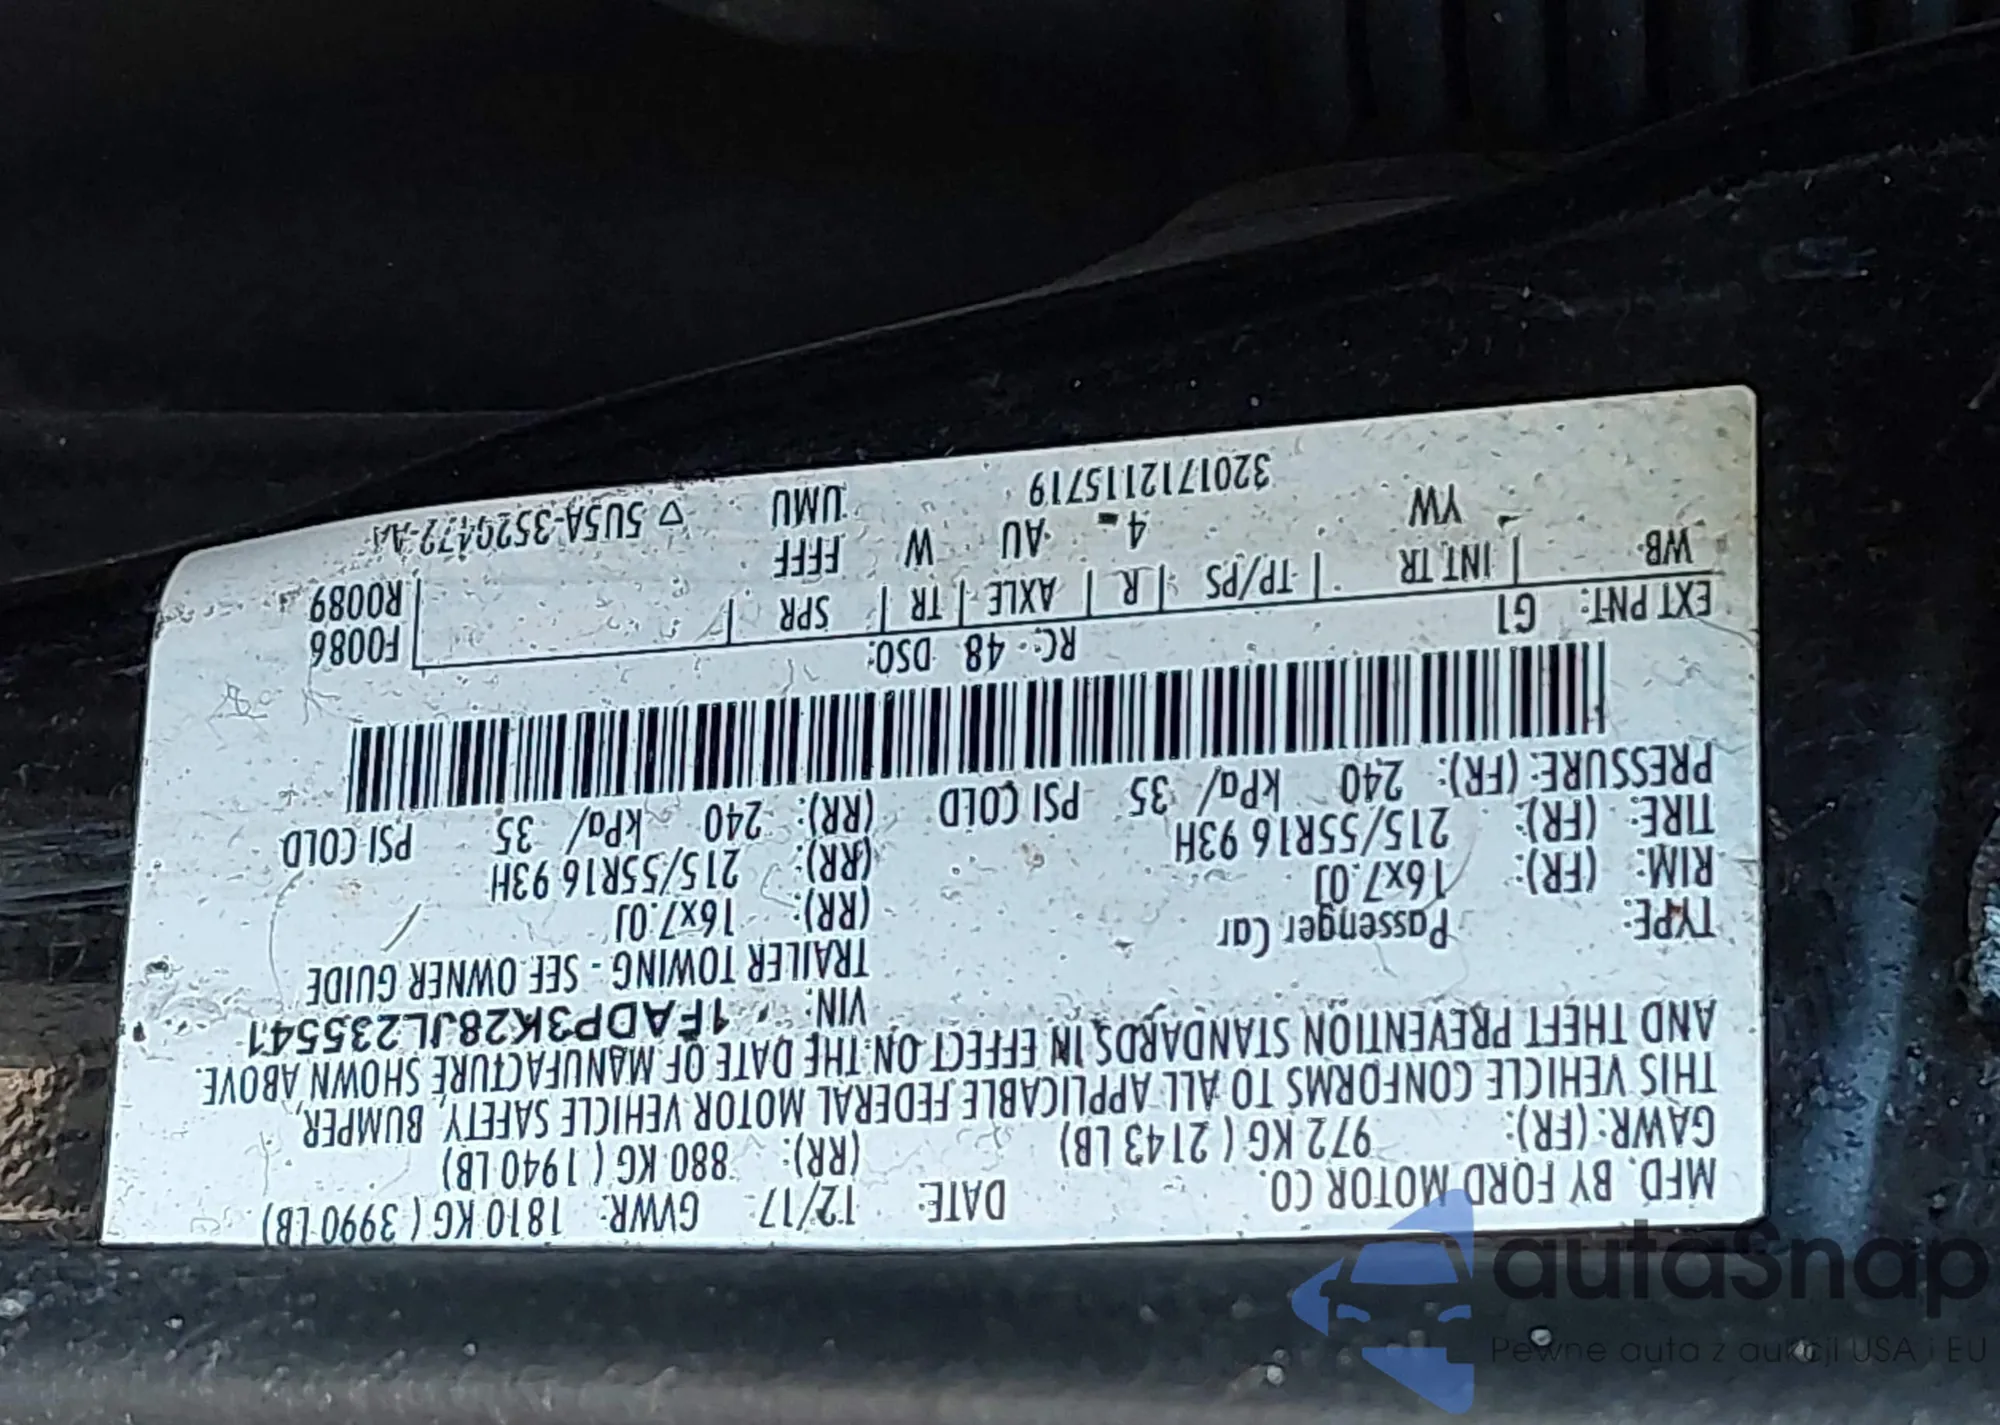 MFD. BY FORD MOTOR CO. DATE: 12/17 GVWR: 1810 KG ( 3990 LB)
GAWR: (FR): 972 KG ( 2143 LB) (RR): 880 KG ( 1940 LB)
THIS VEHICLE CONFORMS TO ALL APPLICABLE FEDERAL MOTOR VEHICLE SAFETY, BUMPER,
AND THEFT PREVENTION STANDARDS IN EFFECT ON THE DATE OF MANUFACTURE SHOWN ABOVE.
VIN: 1FADP3K28JL235541
TYPE: Passenger Car TRAILER TOWING - SEE OWNER GUIDE
RIM: (FR): 16x7.0J (RR): 16x7.0J
TIRE: (FR): 215/55R16 93H (RR): 215/55R16 93H
PRESSURE: (FR): 240 kPa/ 35 PSI COLD (RR): 240 kPa/ 35 PSI COLD
EXT PNT: G1 RC: 48 DSO: F0086
WB INT TR TP/PS R AXLE TR SPR R0089
YW 4 AU W FFFF
3201712115719 UMU ▽ 5U5A-3520472-AA
autaSnap
Pewne auta z aukcji USA i EU